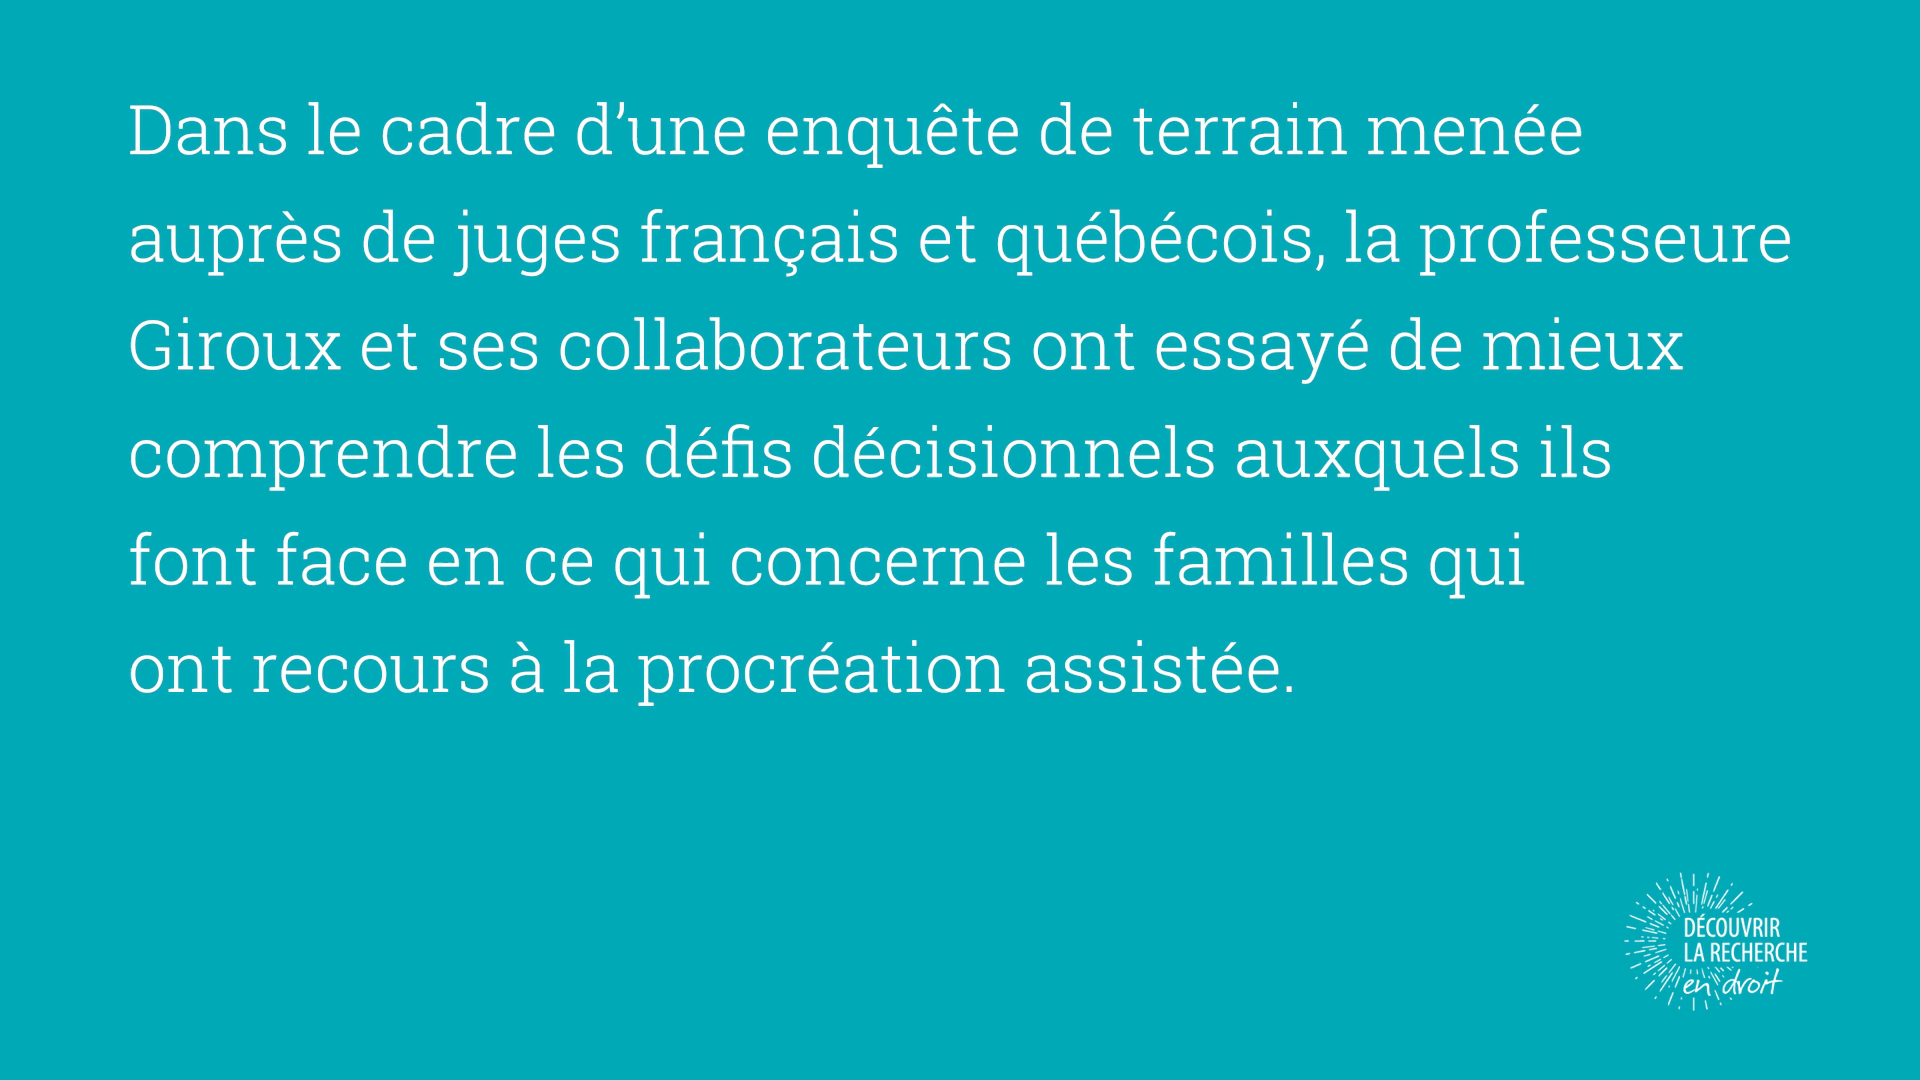 Dans le cadre d’une enquête de terrain menée
auprès de juges français et québécois, la professeure
Giroux et ses collaborateurs ont essayé de mieux
comprendre les défis décisionnels auxquels ils
font face en ce qui concerne les familles qui
ont recours à la procréation assistée.
DÉCOUVRIR
LA RECHERCHE
en droit